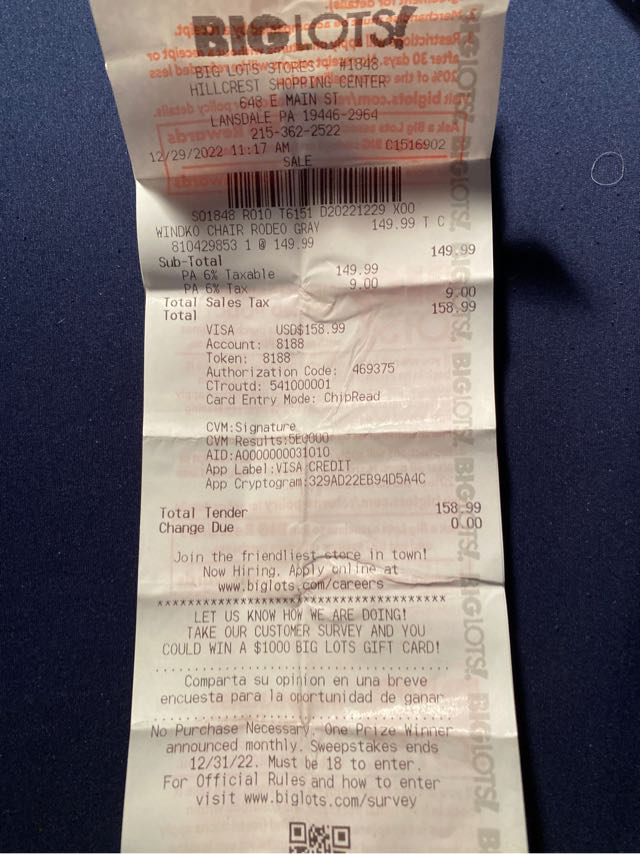 BIG LOTS!
BIG LOTS STORES #1848
HILLCREST SHOPPING CENTER
648 E MAIN ST
LANSDALE PA 19446-2964
215-362-2522
12/29/2022 11:17 AM C1516902
SALE
S01848 R010 T6151 D20221229 X00
WINDKO CHAIR RODEO GRAY 149.99 T C
810429853 1 @ 149.99
Sub-Total 149.99
PA 6% Taxable 149.99
PA 6% Tax 9.00
Total Sales Tax 9.00
Total 158.99
VISA USD$158.99
Account: 8188
Token: 8188
Authorization Code: 469375
CTroutd: 541000001
Card Entry Mode: ChipRead
CVM:Signature
CVM Results:5E0000
AID:A0000000031010
App Label:VISA CREDIT
App Cryptogram:329AD22EB94D5A4C
Total Tender 158.99
Change Due 0.00
Join the friendliest store in town!
Now Hiring. Apply online at
www.biglots.com/careers
*****************************************
LET US KNOW HOW WE ARE DOING!
TAKE OUR CUSTOMER SURVEY AND YOU
COULD WIN A $1000 BIG LOTS GIFT CARD!
Comparta su opinion en una breve
encuesta para la oportunidad de ganar
No Purchase Necessary. One Prize Winner
announced monthly. Sweepstakes ends
12/31/22. Must be 18 to enter.
For Official Rules and how to enter
visit www.biglots.com/survey